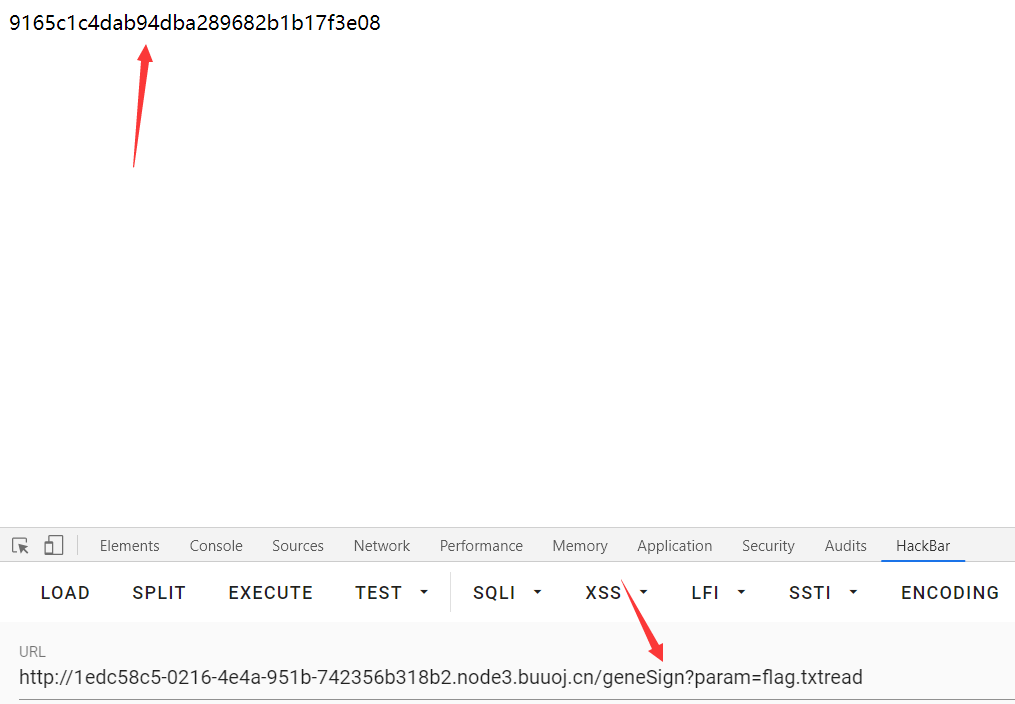 9165c1c4dab94dba289682b1b17f3e08
Elements Console Sources Network Performance Memory Application Security Audits HackBar
LOAD SPLIT EXECUTE TEST SQLI XSS LFI SSTI ENCODING
URL
http://1edc58c5-0216-4e4a-951b-742356b318b2.node3.buuoj.cn/geneSign?param=flag.txtread